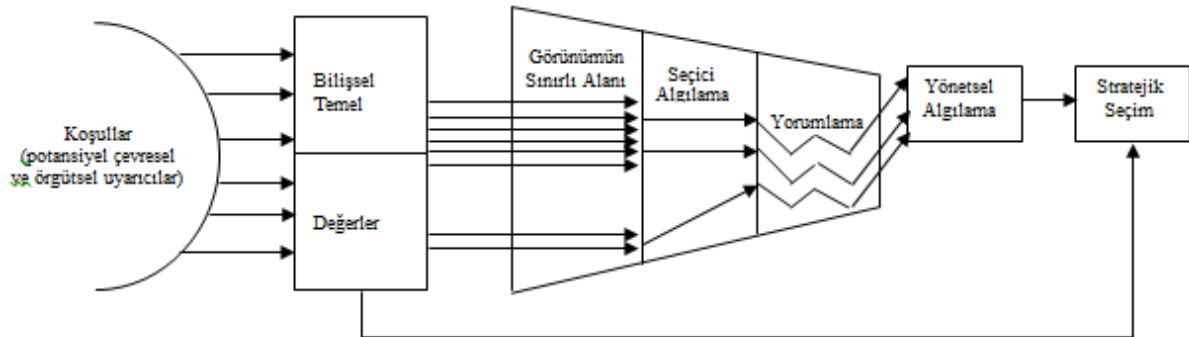 Koşullar
(potansiyel çevresel
ve örgütsel uyarıcılar)
Bilişsel
Temel
Değerler
Görünümün
Sınırlı Alanı
Seçici
Algılama
Yorumlama
Yönetsel
Algılama
Stratejik
Seçim